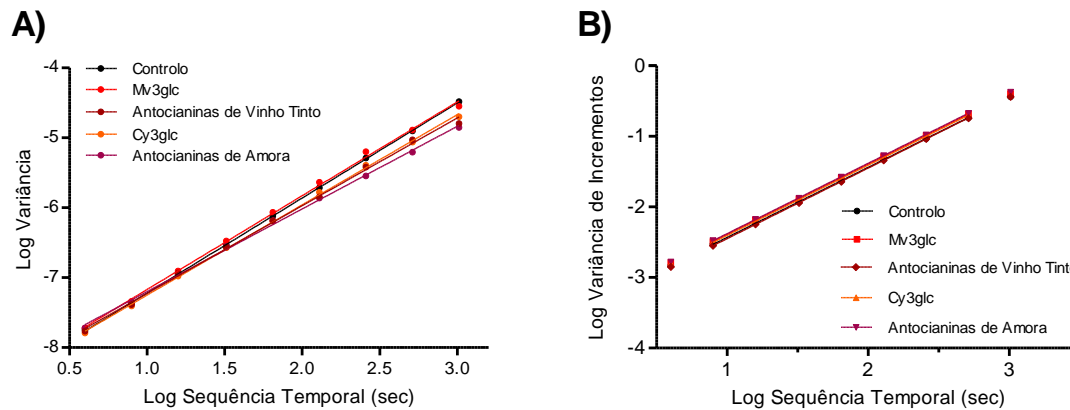 A)
Log Variância
-4
-5
-6
-7
-8
Controlo
Mv3glc
Antocianinas de Vinho Tinto
Cy3glc
Antocianinas de Amora
0.5
1.0
1.5
2.0
2.5
3.0
Log Sequência Temporal (sec)
B)
Log Variância de Incrementos
0
-1
-2
-3
-4
Controlo
Mv3glc
Antocianinas de Vinho Tinto
Cy3glc
Antocianinas de Amora
1
2
3
Log Sequência Temporal (sec)